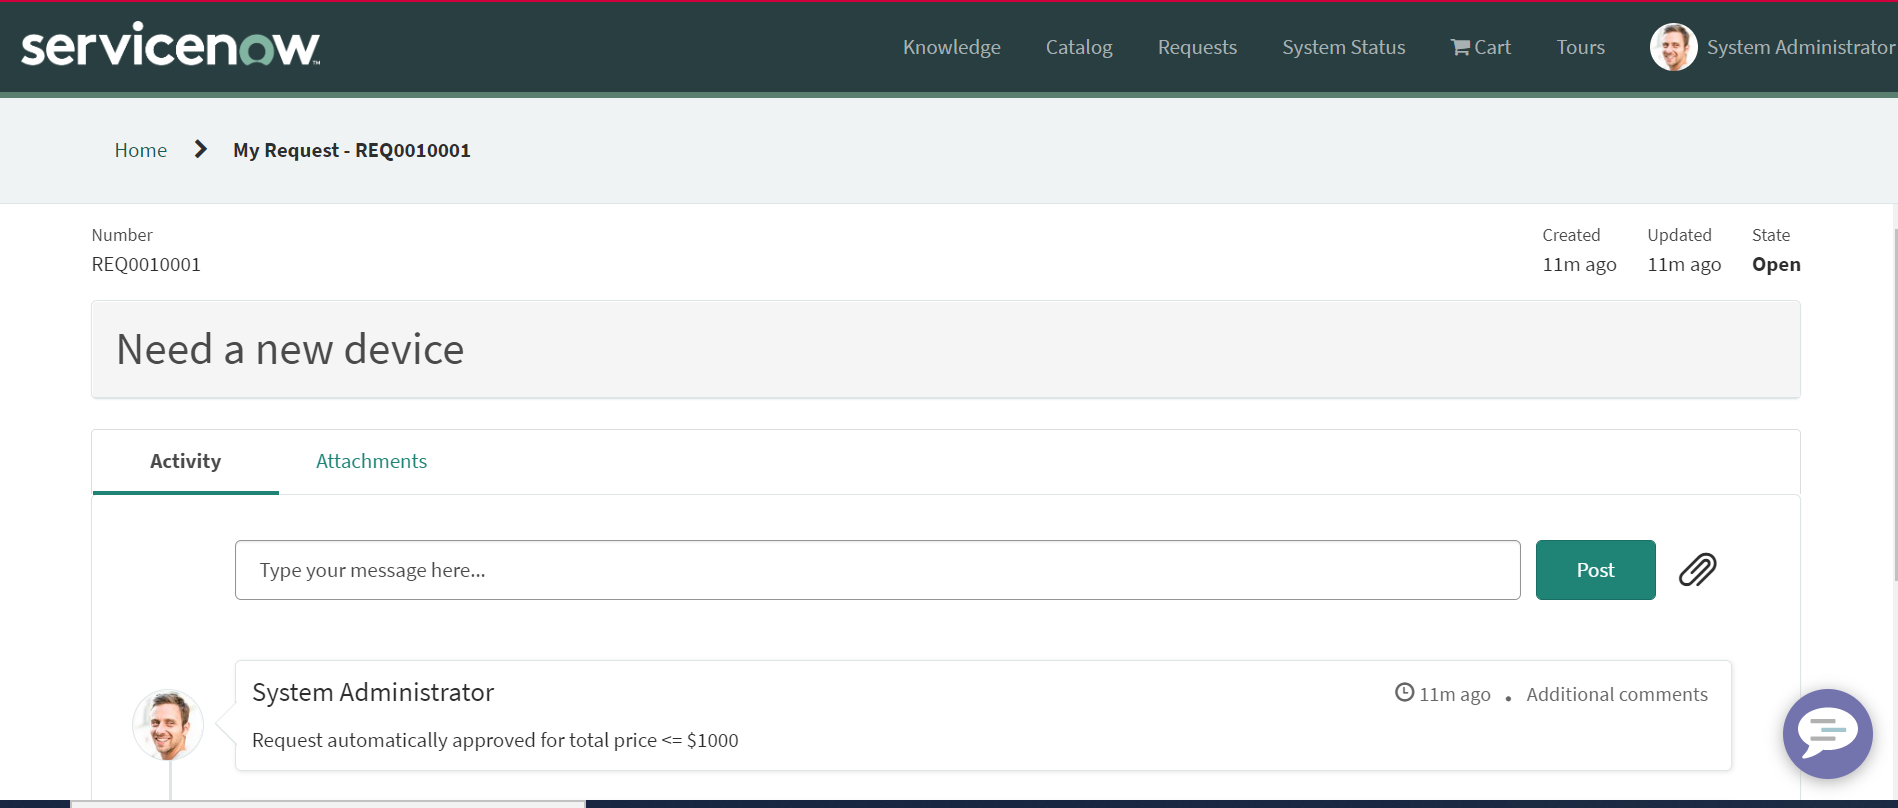 servicenow™
Knowledge Catalog Requests System Status Cart Tours System Administrator
Home My Request - REQ0010001
Number Created Updated State
REQ0010001 11m ago 11m ago Open
Need a new device
Activity Attachments
Type your message here... Post
System Administrator 11m ago . Additional comments
Request automatically approved for total price <= $1000